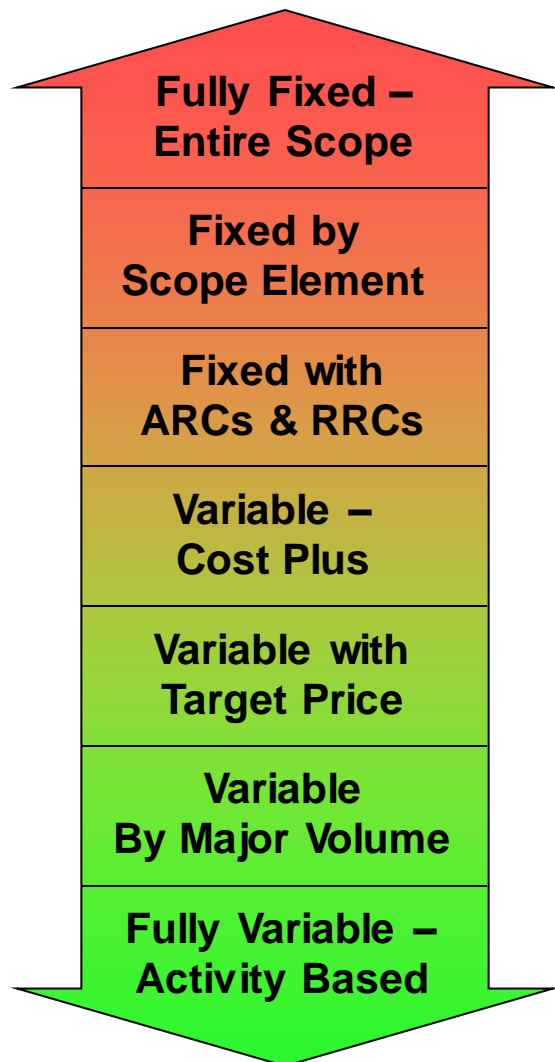 Fully Fixed –
Entire Scope
Fixed by
Scope Element
Fixed with
ARCs & RRCs
Variable –
Cost Plus
Variable with
Target Price
Variable
By Major Volume
Fully Variable –
Activity Based